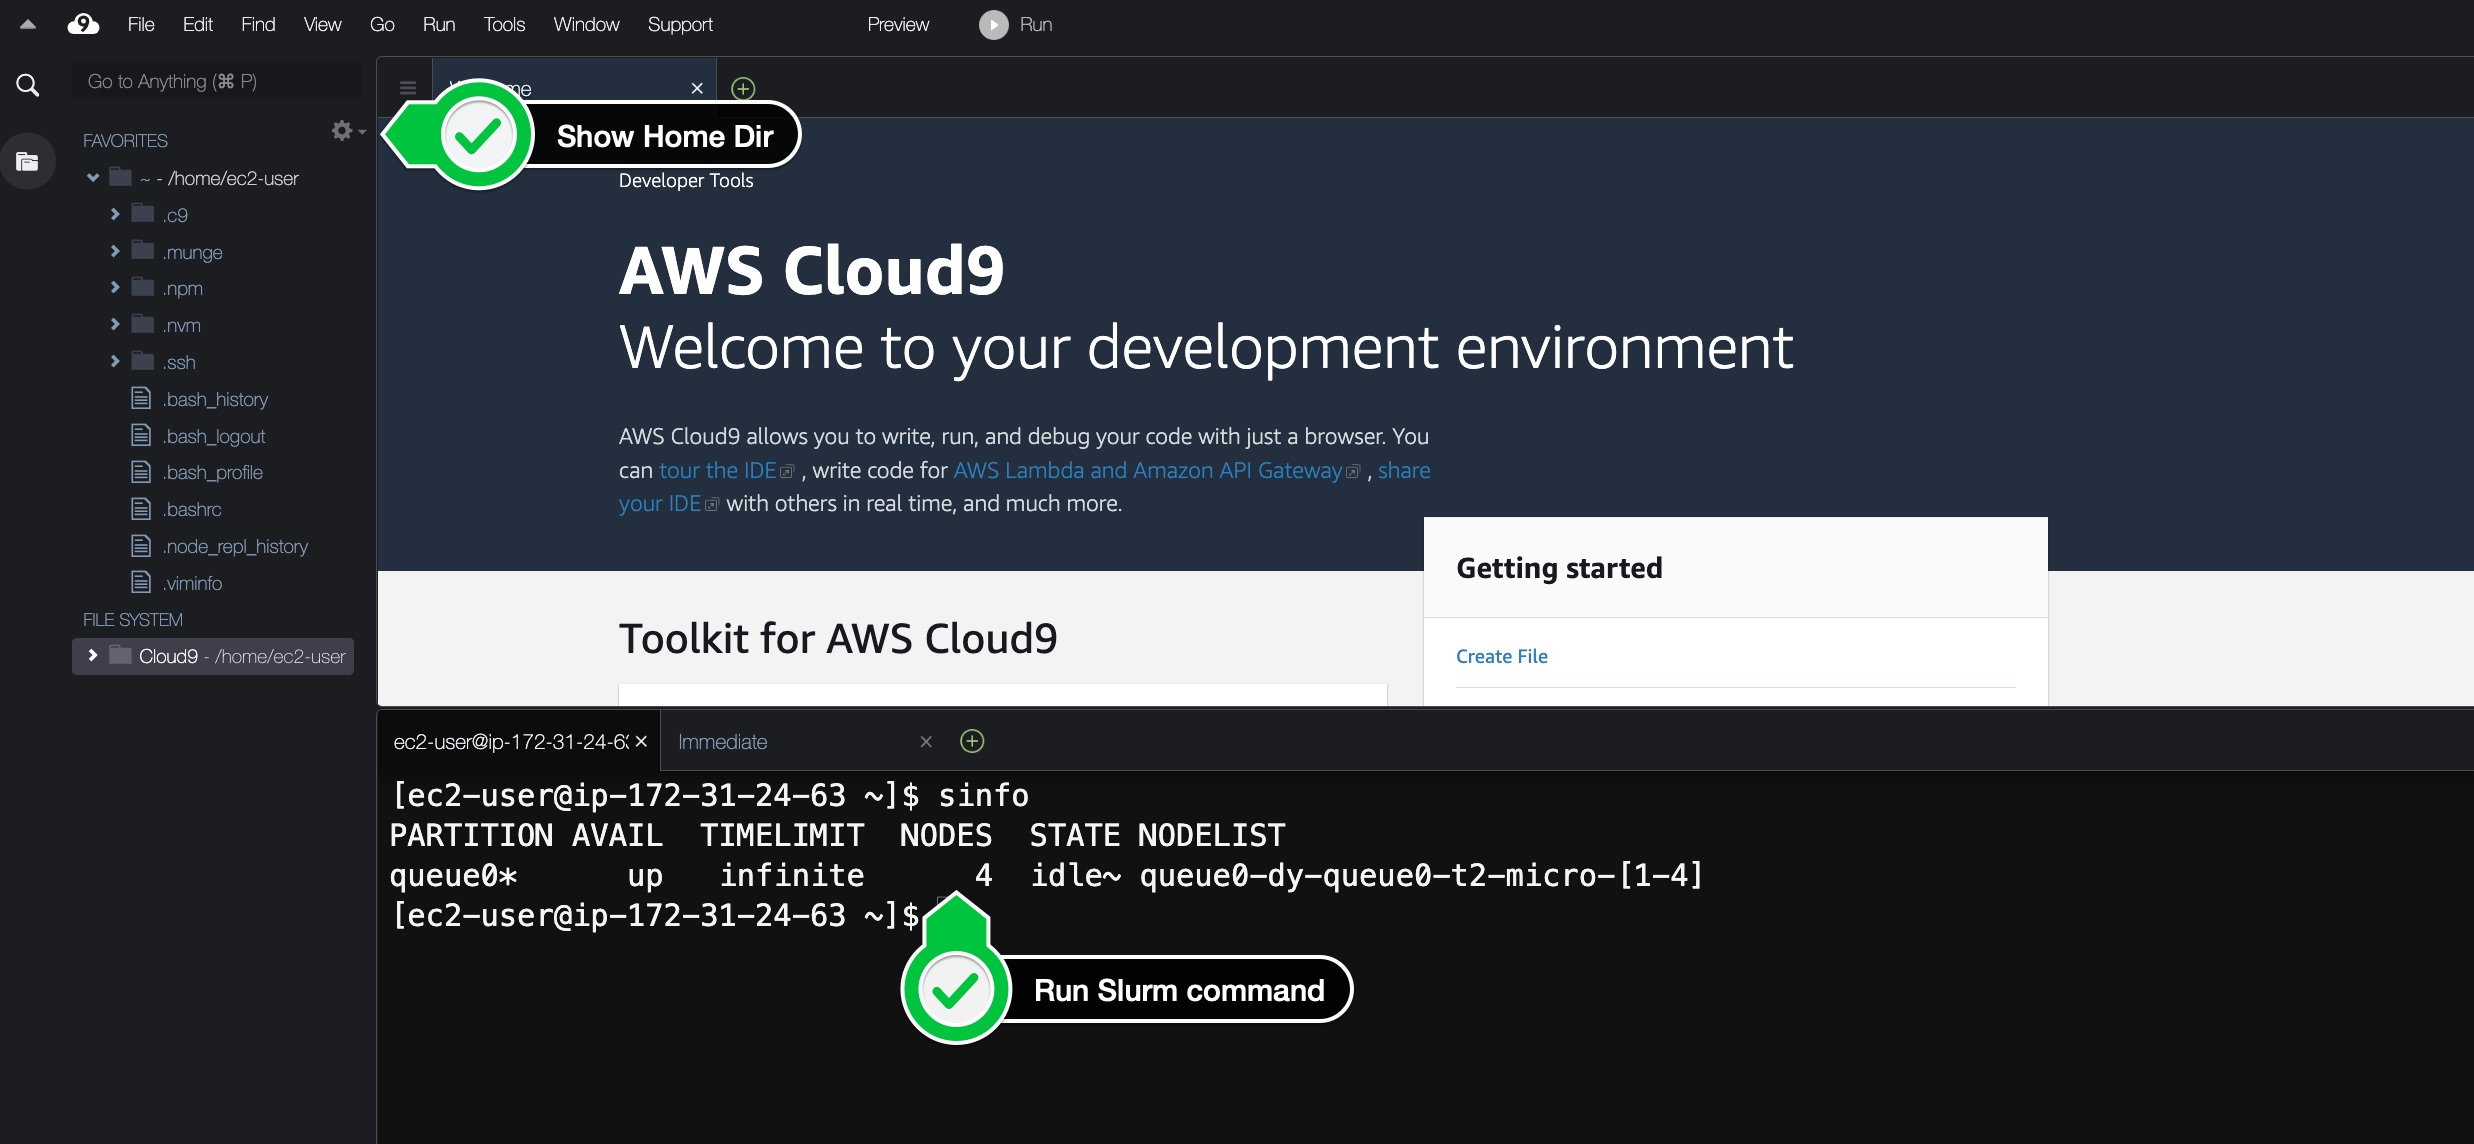 File Edit Find View Go Run Tools Window Support Preview Run
Go to Anything (⌘ P)
FAVORITES
~ - /home/ec2-user
.c9
.munge
.npm
.nvm
.ssh
.bash_history
.bash_logout
.bash_profile
.bashrc
.node_repl_history
.viminfo
FILE SYSTEM
Cloud9 - /home/ec2-user
Show Home Dir
Developer Tools
AWS Cloud9
Welcome to your development environment
AWS Cloud9 allows you to write, run, and debug your code with just a browser. You
can tour the IDE , write code for AWS Lambda and Amazon API Gateway , share
your IDE with others in real time, and much more.
Getting started
Create File
Toolkit for AWS Cloud9
ec2-user@ip-172-31-24-63 Immediate
[ec2-user@ip-172-31-24-63 ~]$ sinfo
PARTITION AVAIL  TIMELIMIT  NODES  STATE NODELIST
queue0*      up   infinite      4  idle~ queue0-dy-queue0-t2-micro-[1-4]
[ec2-user@ip-172-31-24-63 ~]$
Run Slurm command